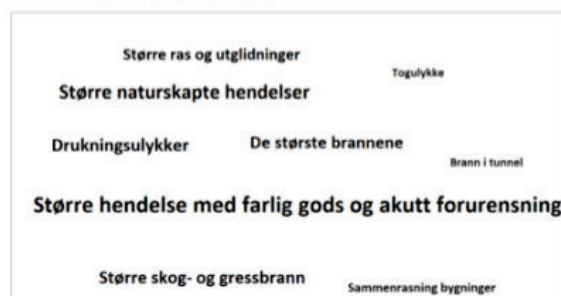 Større ras og utglidninger
Togulykke
Større naturskapte hendelser
Drukningsulykker
De største brannene
Brann i tunnel
Større hendelse med farlig gods og akutt forurensning
Større skog- og gressbrann
Sammenrasning bygninger